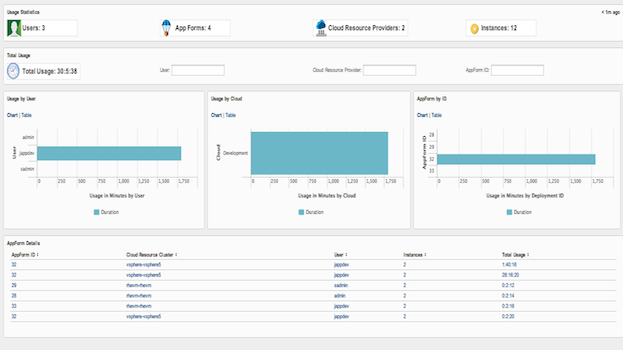 Usage Statistics < 1m ago
Users: 3 App Forms: 4 Cloud Resource Providers: 2 Instances: 12
Total Usage
Total Usage: 30:5:38 User: Cloud Resource Provider: AppForm ID:
Usage by User Usage by Cloud AppForm by ID
Chart | Table Chart | Table Chart | Table
admin
jappdev
sadmin
User
0 250 500 750 1,000 1,250 1,500 1,750
Usage in Minutes by User
Duration
Cloud
Development
0 250 500 750 1,000 1,250 1,500 1,750
Usage in Minutes by Cloud
Duration
AppForm ID
28
29
32
33
0 250 500 750 1,000 1,250 1,500 1,750
Usage in Minutes by Deployment ID
Duration
AppForm Details
AppForm ID Cloud Resource Cluster User Instances Total Usage
32 vsphere-vsphere5 jappdev 2 1:40:18
32 vsphere-vsphere5 jappdev 2 28:16:20
29 rhevm-rhevm sadmin 2 0:2:12
28 rhevm-rhevm admin 2 0:2:14
33 rhevm-rhevm jappdev 2 0:2:16
32 vsphere-vsphere5 jappdev 2 0:2:20